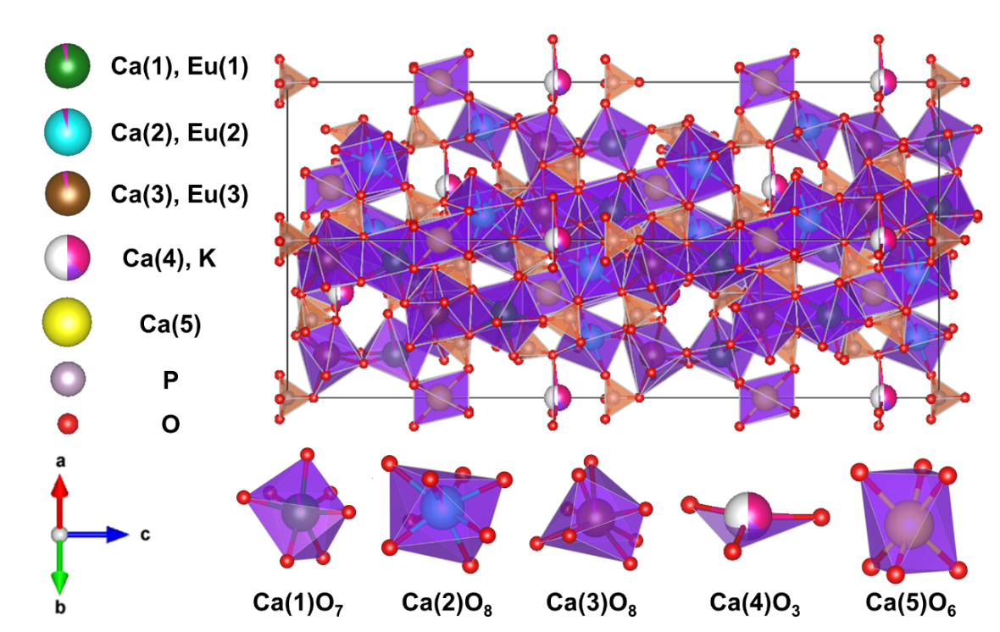 Ca(1), Eu(1)
Ca(2), Eu(2)
Ca(3), Eu(3)
Ca(4), K
Ca(5)
P
O
a
c
b
Ca(1)O₇
Ca(2)O₈
Ca(3)O₈
Ca(4)O₃
Ca(5)O₆